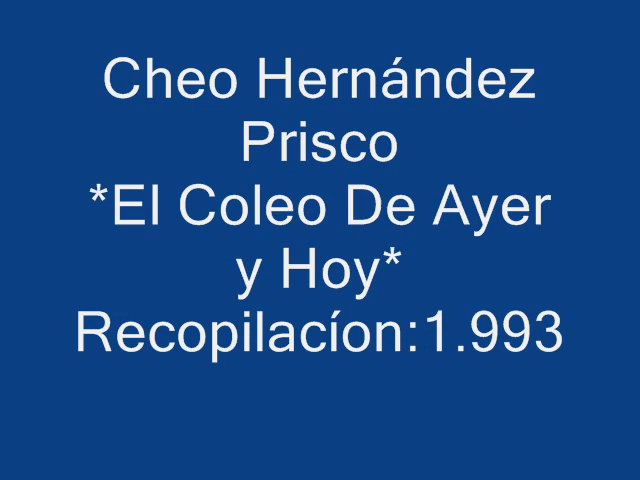 Cheo Hernández
Prisco
*El Coleo De Ayer
y Hoy*
Recopilacíon:1.993